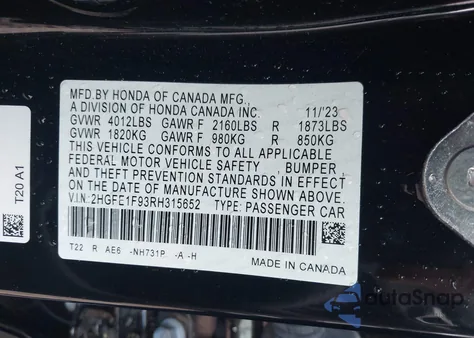 MFD.BY HONDA OF CANADA MFG.,
A DIVISION OF HONDA CANADA INC. 11/'23
GVWR 4012LBS GAWR F 2160LBS R 1873LBS
GVWR 1820KG GAWR F 980KG R 850KG
THIS VEHICLE CONFORMS TO ALL APPLICABLE
FEDERAL MOTOR VEHICLE SAFETY , BUMPER ,
AND THEFT PREVENTION STANDARDS IN EFFECT
ON THE DATE OF MANUFACTURE SHOWN ABOVE.
V.I.N: 2HGFE1F93RH315652 TYPE: PASSENGER CAR
T22 R AE6 -NH731P -A -H
MADE IN CANADA
T20 A1
autoSnap